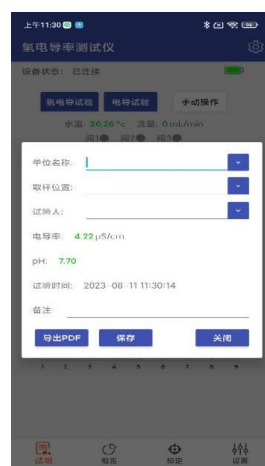 上午11:30
氢电导率测试仪
设备状态: 已连接
氢电导试验 电导试验 手动操作
水温: 26.26℃ 流量: 0mL/min
阀1 阀2 阀3
单位名称:
取样位置:
试验人:
电导率: 4.22μS/cm
pH: 7.70
试验时间: 2023-08-11 11:30:14
备注:
导出PDF 保存 关闭
1 2 3 4 5 6 7 8 9
试验 报告 标定 设置